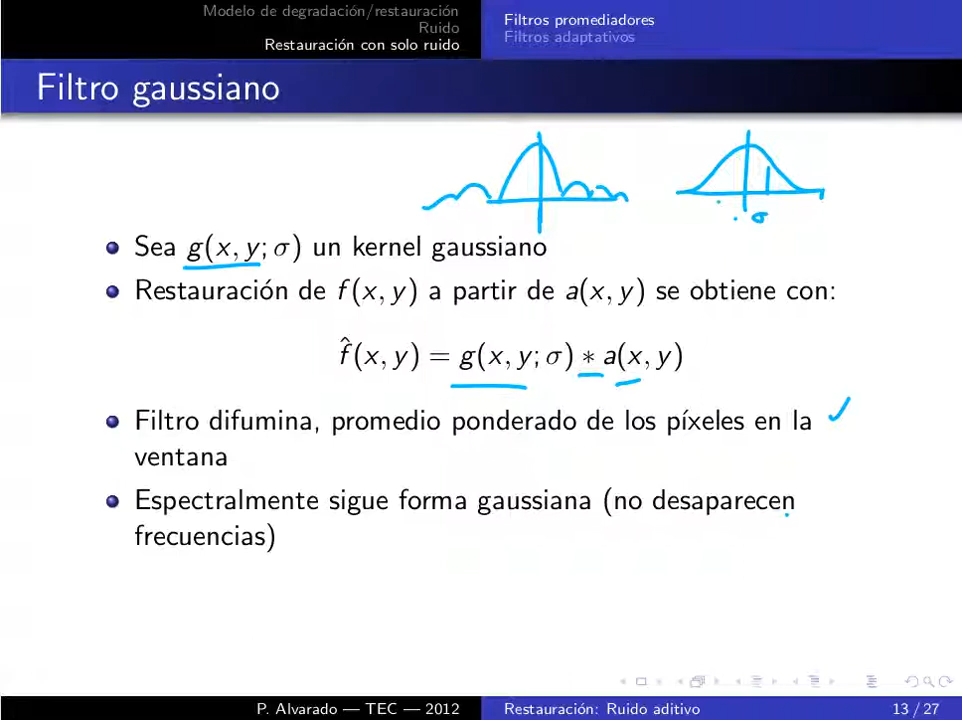 Modelo de degradación/restauración
Ruido
Restauración con solo ruido
Filtros promediadores
Filtros adaptativos
Filtro gaussiano
σ
Sea g(x, y; σ) un kernel gaussiano
Restauración de f(x, y) a partir de a(x, y) se obtiene con:
f̂(x, y) = g(x, y; σ) ∗ a(x, y)
Filtro difumina, promedio ponderado de los píxeles en la
ventana
Espectralmente sigue forma gaussiana (no desaparecen
frecuencias)
P. Alvarado — TEC — 2012
Restauración: Ruido aditivo
13 / 27